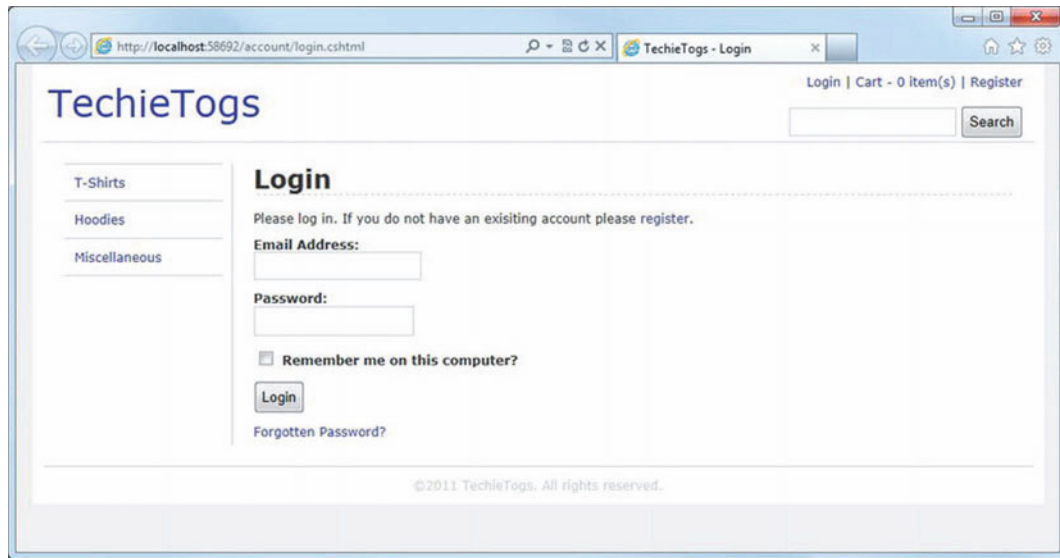 http://localhost:58692/account/login.cshtml
TechieTogs - Login
Login | Cart - 0 item(s) | Register
TechieTogs
Search
T-Shirts
Hoodies
Miscellaneous
Login
Please log in. If you do not have an exisiting account please register.
Email Address:
Password:
Remember me on this computer?
Login
Forgotten Password?
©2011 TechieTogs. All rights reserved.